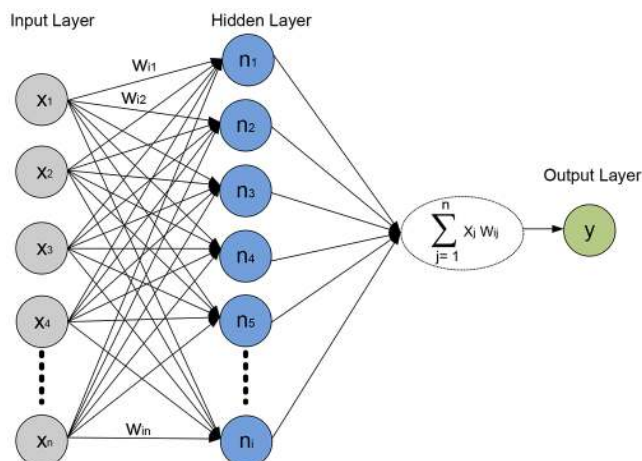 Input Layer
Hidden Layer
Output Layer
Wi1
Wi2
Win
x1
x2
x3
x4
xn
n1
n2
n3
n4
n5
ni
n
∑ Xj Wij
j= 1
y